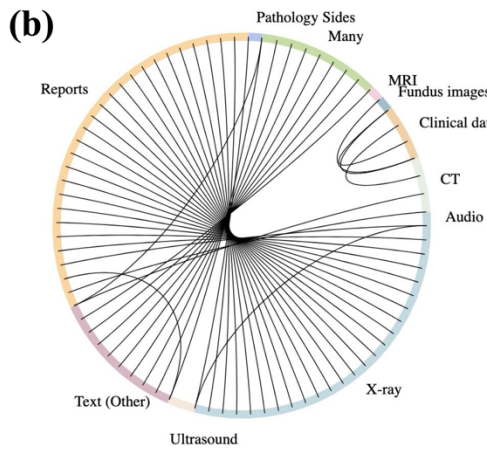 (b)
Pathology Sides
Many
MRI
Fundus images
Clinical dat
CT
Audio
X-ray
Ultrasound
Text (Other)
Reports